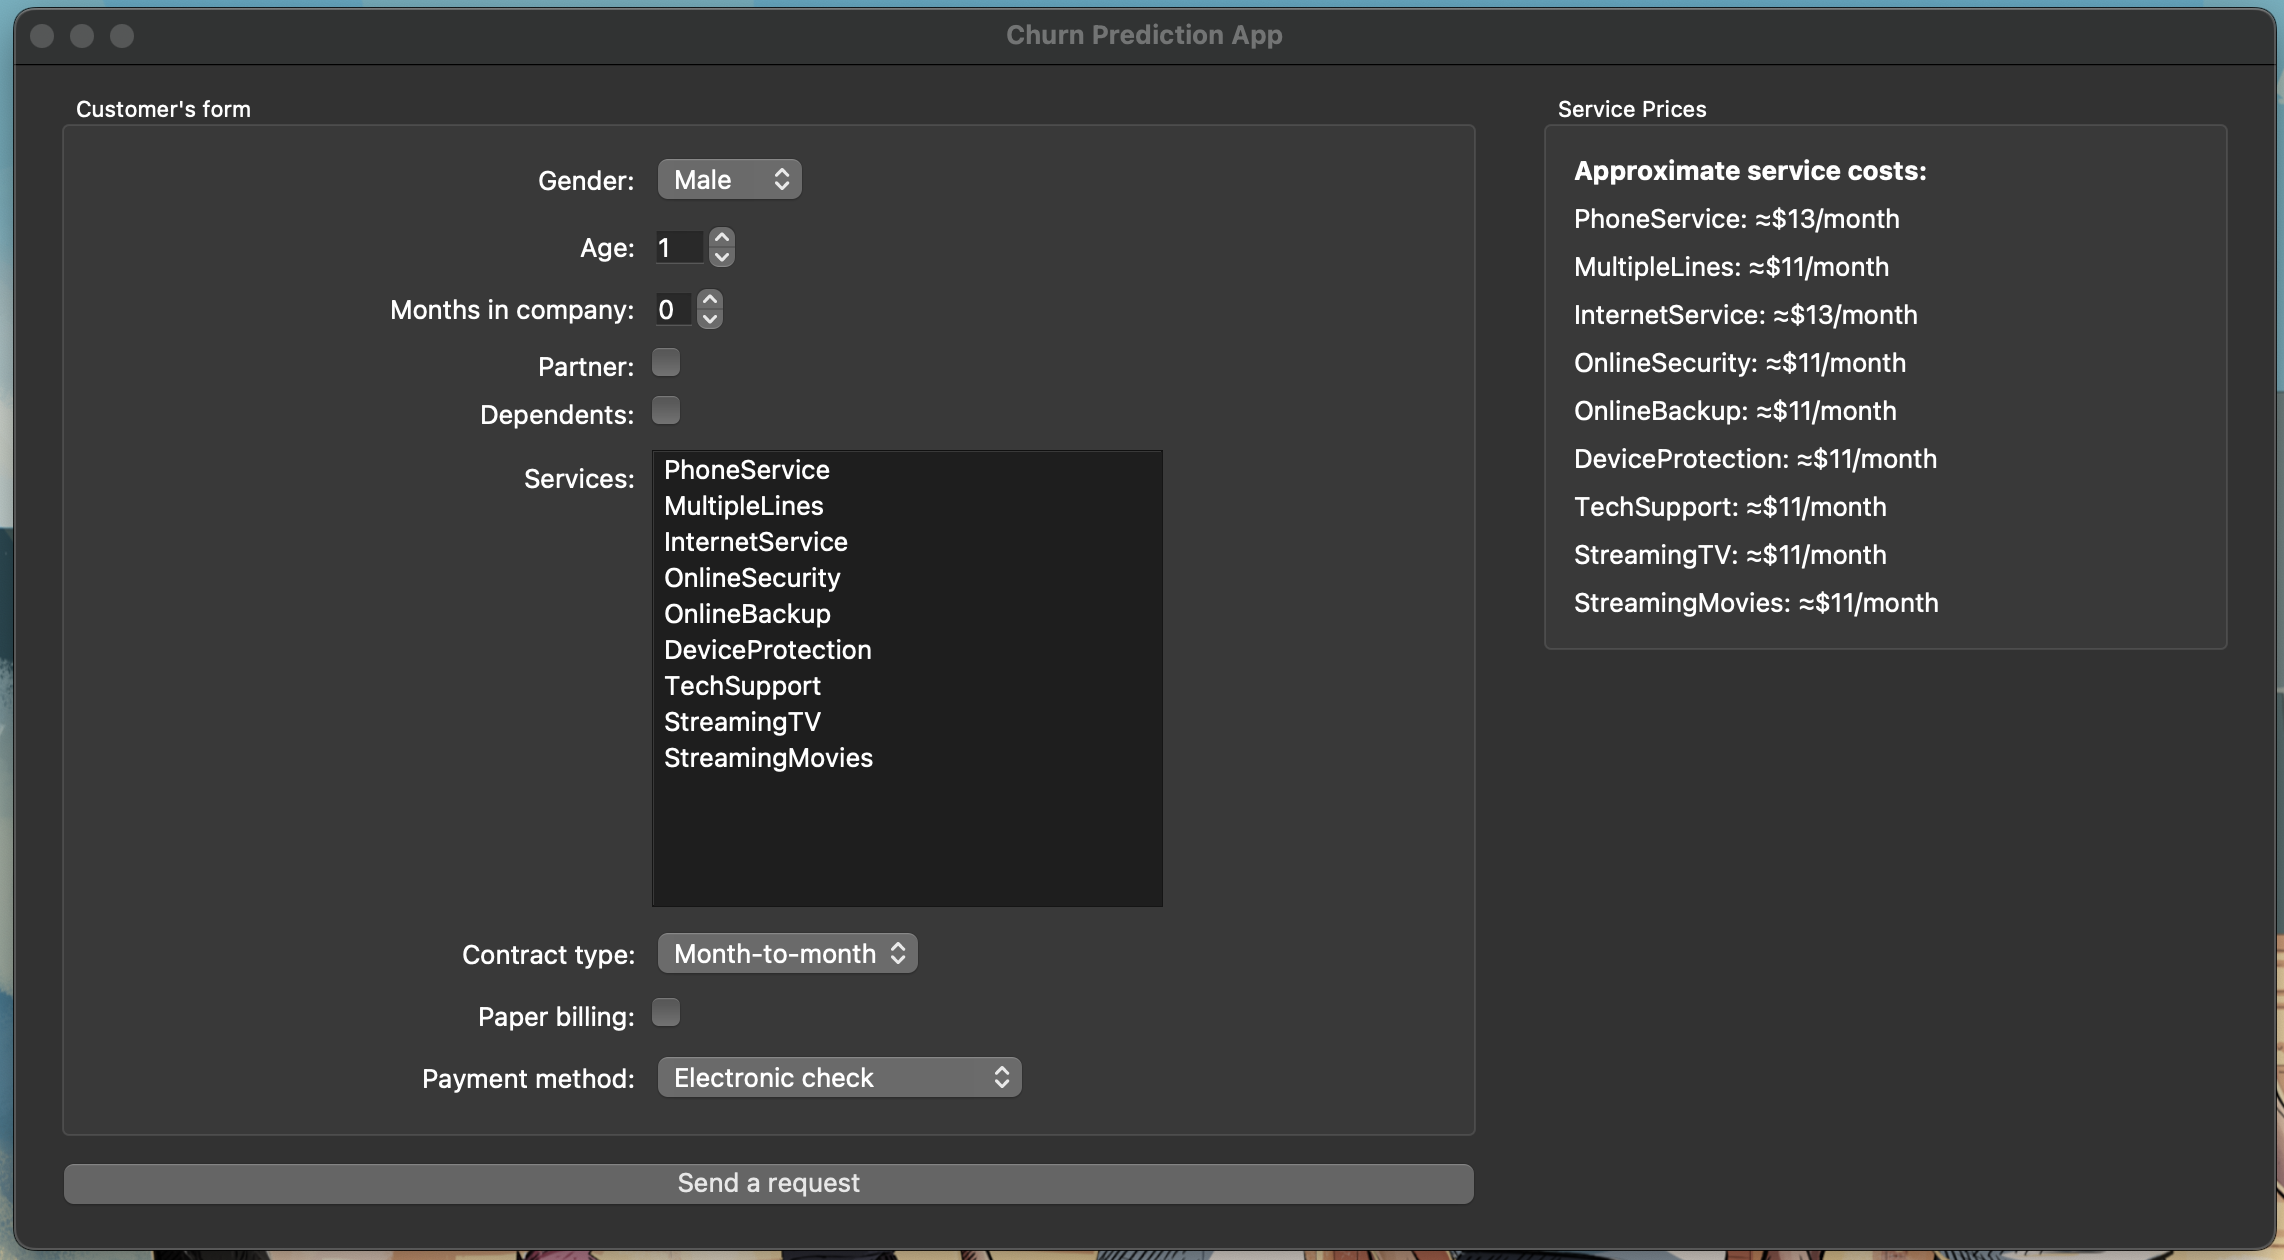 Churn Prediction App
Customer's form
Gender: Male
Age: 1
Months in company: 0
Partner:
Dependents:
Services:
PhoneService
MultipleLines
InternetService
OnlineSecurity
OnlineBackup
DeviceProtection
TechSupport
StreamingTV
StreamingMovies
Contract type: Month-to-month
Paper billing:
Payment method: Electronic check
Send a request
Service Prices
Approximate service costs:
PhoneService: ≈$13/month
MultipleLines: ≈$11/month
InternetService: ≈$13/month
OnlineSecurity: ≈$11/month
OnlineBackup: ≈$11/month
DeviceProtection: ≈$11/month
TechSupport: ≈$11/month
StreamingTV: ≈$11/month
StreamingMovies: ≈$11/month